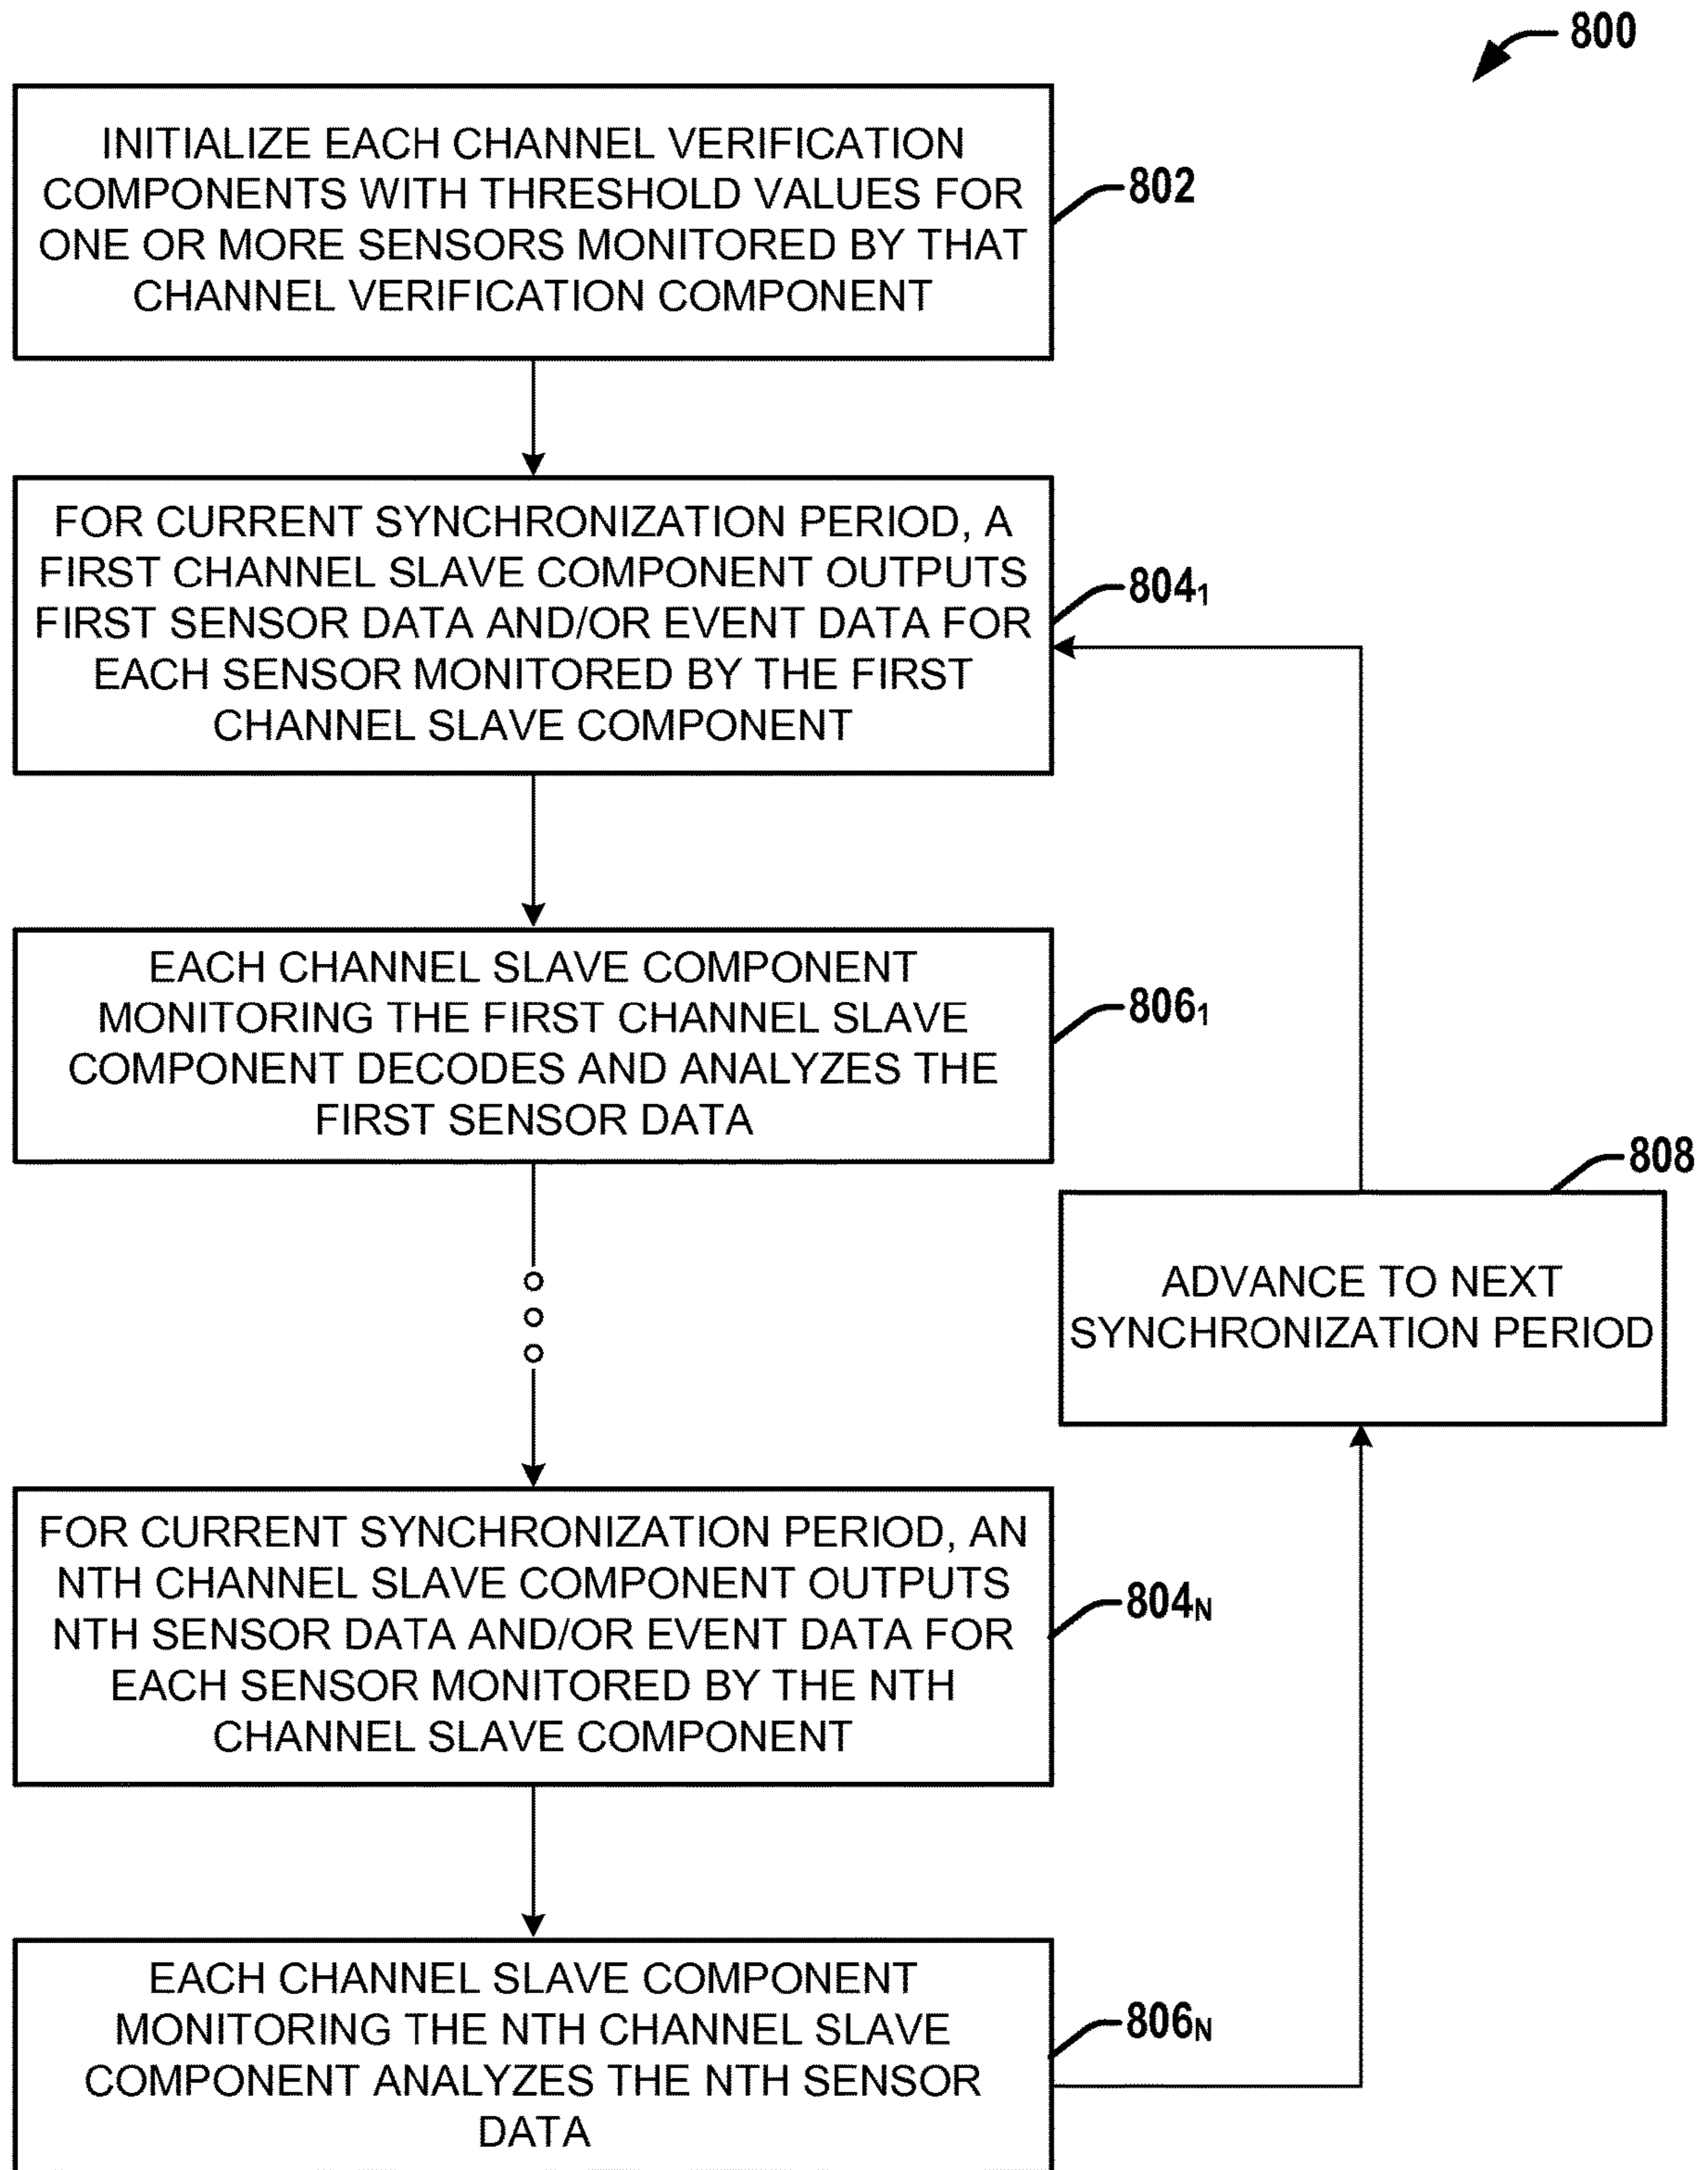 800
INITIALIZE EACH CHANNEL VERIFICATION
COMPONENTS WITH THRESHOLD VALUES FOR
ONE OR MORE SENSORS MONITORED BY THAT
CHANNEL VERIFICATION COMPONENT
802
FOR CURRENT SYNCHRONIZATION PERIOD, A
FIRST CHANNEL SLAVE COMPONENT OUTPUTS
FIRST SENSOR DATA AND/OR EVENT DATA FOR
EACH SENSOR MONITORED BY THE FIRST
CHANNEL SLAVE COMPONENT
804₁
EACH CHANNEL SLAVE COMPONENT
MONITORING THE FIRST CHANNEL SLAVE
COMPONENT DECODES AND ANALYZES THE
FIRST SENSOR DATA
806₁
808
ADVANCE TO NEXT
SYNCHRONIZATION PERIOD
FOR CURRENT SYNCHRONIZATION PERIOD, AN
NTH CHANNEL SLAVE COMPONENT OUTPUTS
NTH SENSOR DATA AND/OR EVENT DATA FOR
EACH SENSOR MONITORED BY THE NTH
CHANNEL SLAVE COMPONENT
804N
EACH CHANNEL SLAVE COMPONENT
MONITORING THE NTH CHANNEL SLAVE
COMPONENT ANALYZES THE NTH SENSOR
DATA
806N